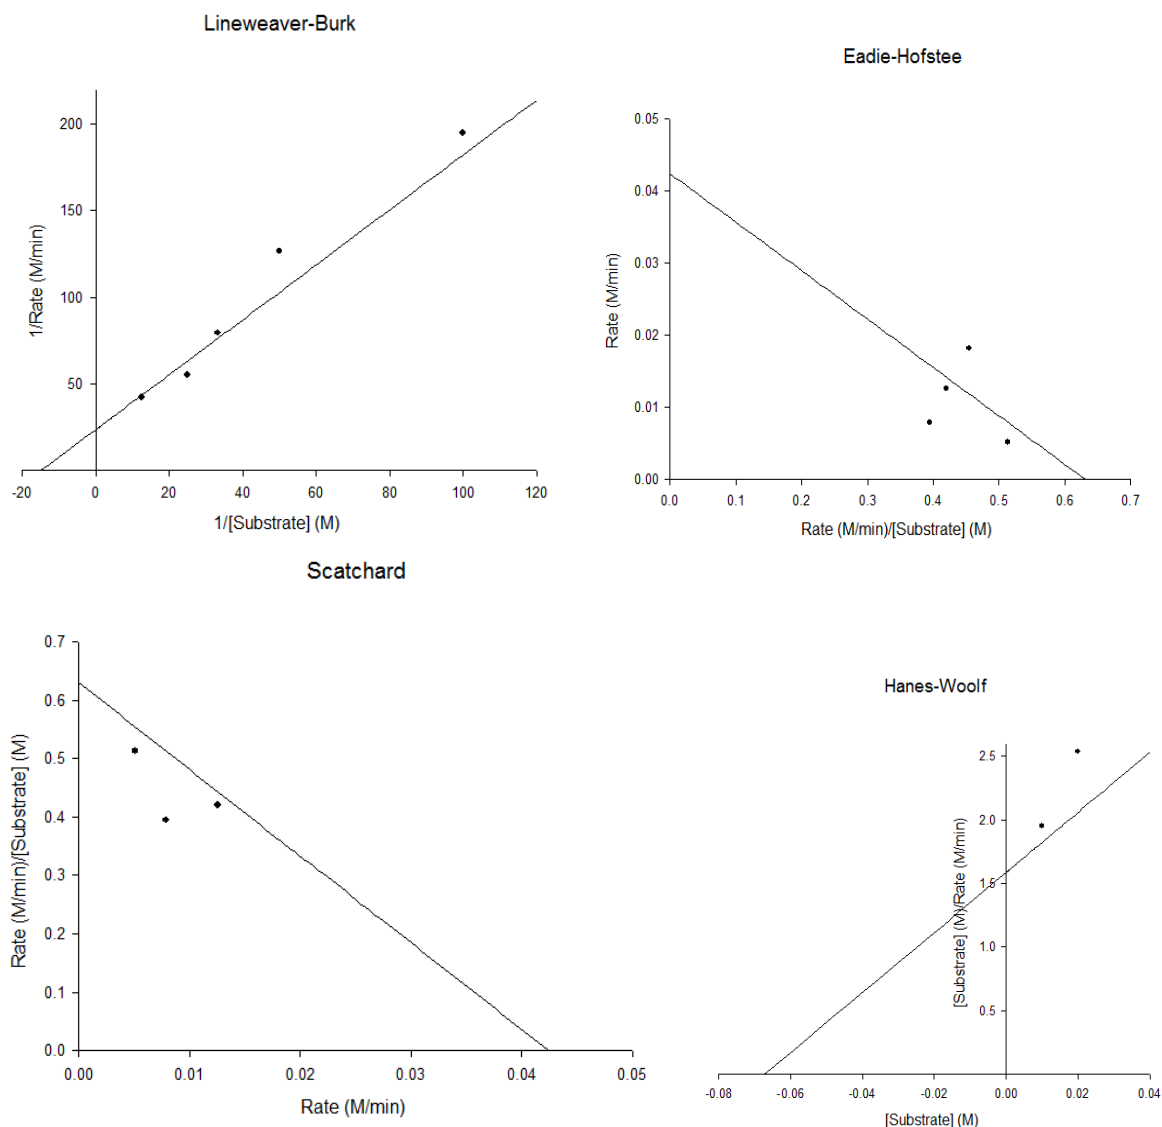 Lineweaver-Burk
200
150
100
50
1/Rate (M/min)
-20 0 20 40 60 80 100 120
1/[Substrate] (M)
Eadie-Hofstee
0.05
0.04
0.03
0.02
0.01
0.00
Rate (M/min)
0.0 0.1 0.2 0.3 0.4 0.5 0.6 0.7
Rate (M/min)/[Substrate] (M)
Scatchard
0.7
0.6
0.5
0.4
0.3
0.2
0.1
0.0
Rate (M/min)/[Substrate] (M)
0.00 0.01 0.02 0.03 0.04 0.05
Rate (M/min)
Hanes-Woolf
2.5
2.0
1.5
1.0
0.5
[Substrate] (M)/Rate (M/min)
-0.08 -0.06 -0.04 -0.02 0.00 0.02 0.04
[Substrate] (M)